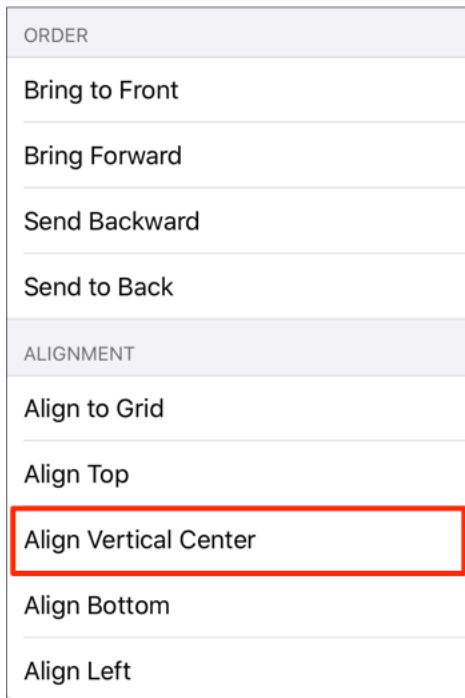 ORDER
Bring to Front
Bring Forward
Send Backward
Send to Back
ALIGNMENT
Align to Grid
Align Top
Align Vertical Center
Align Bottom
Align Left